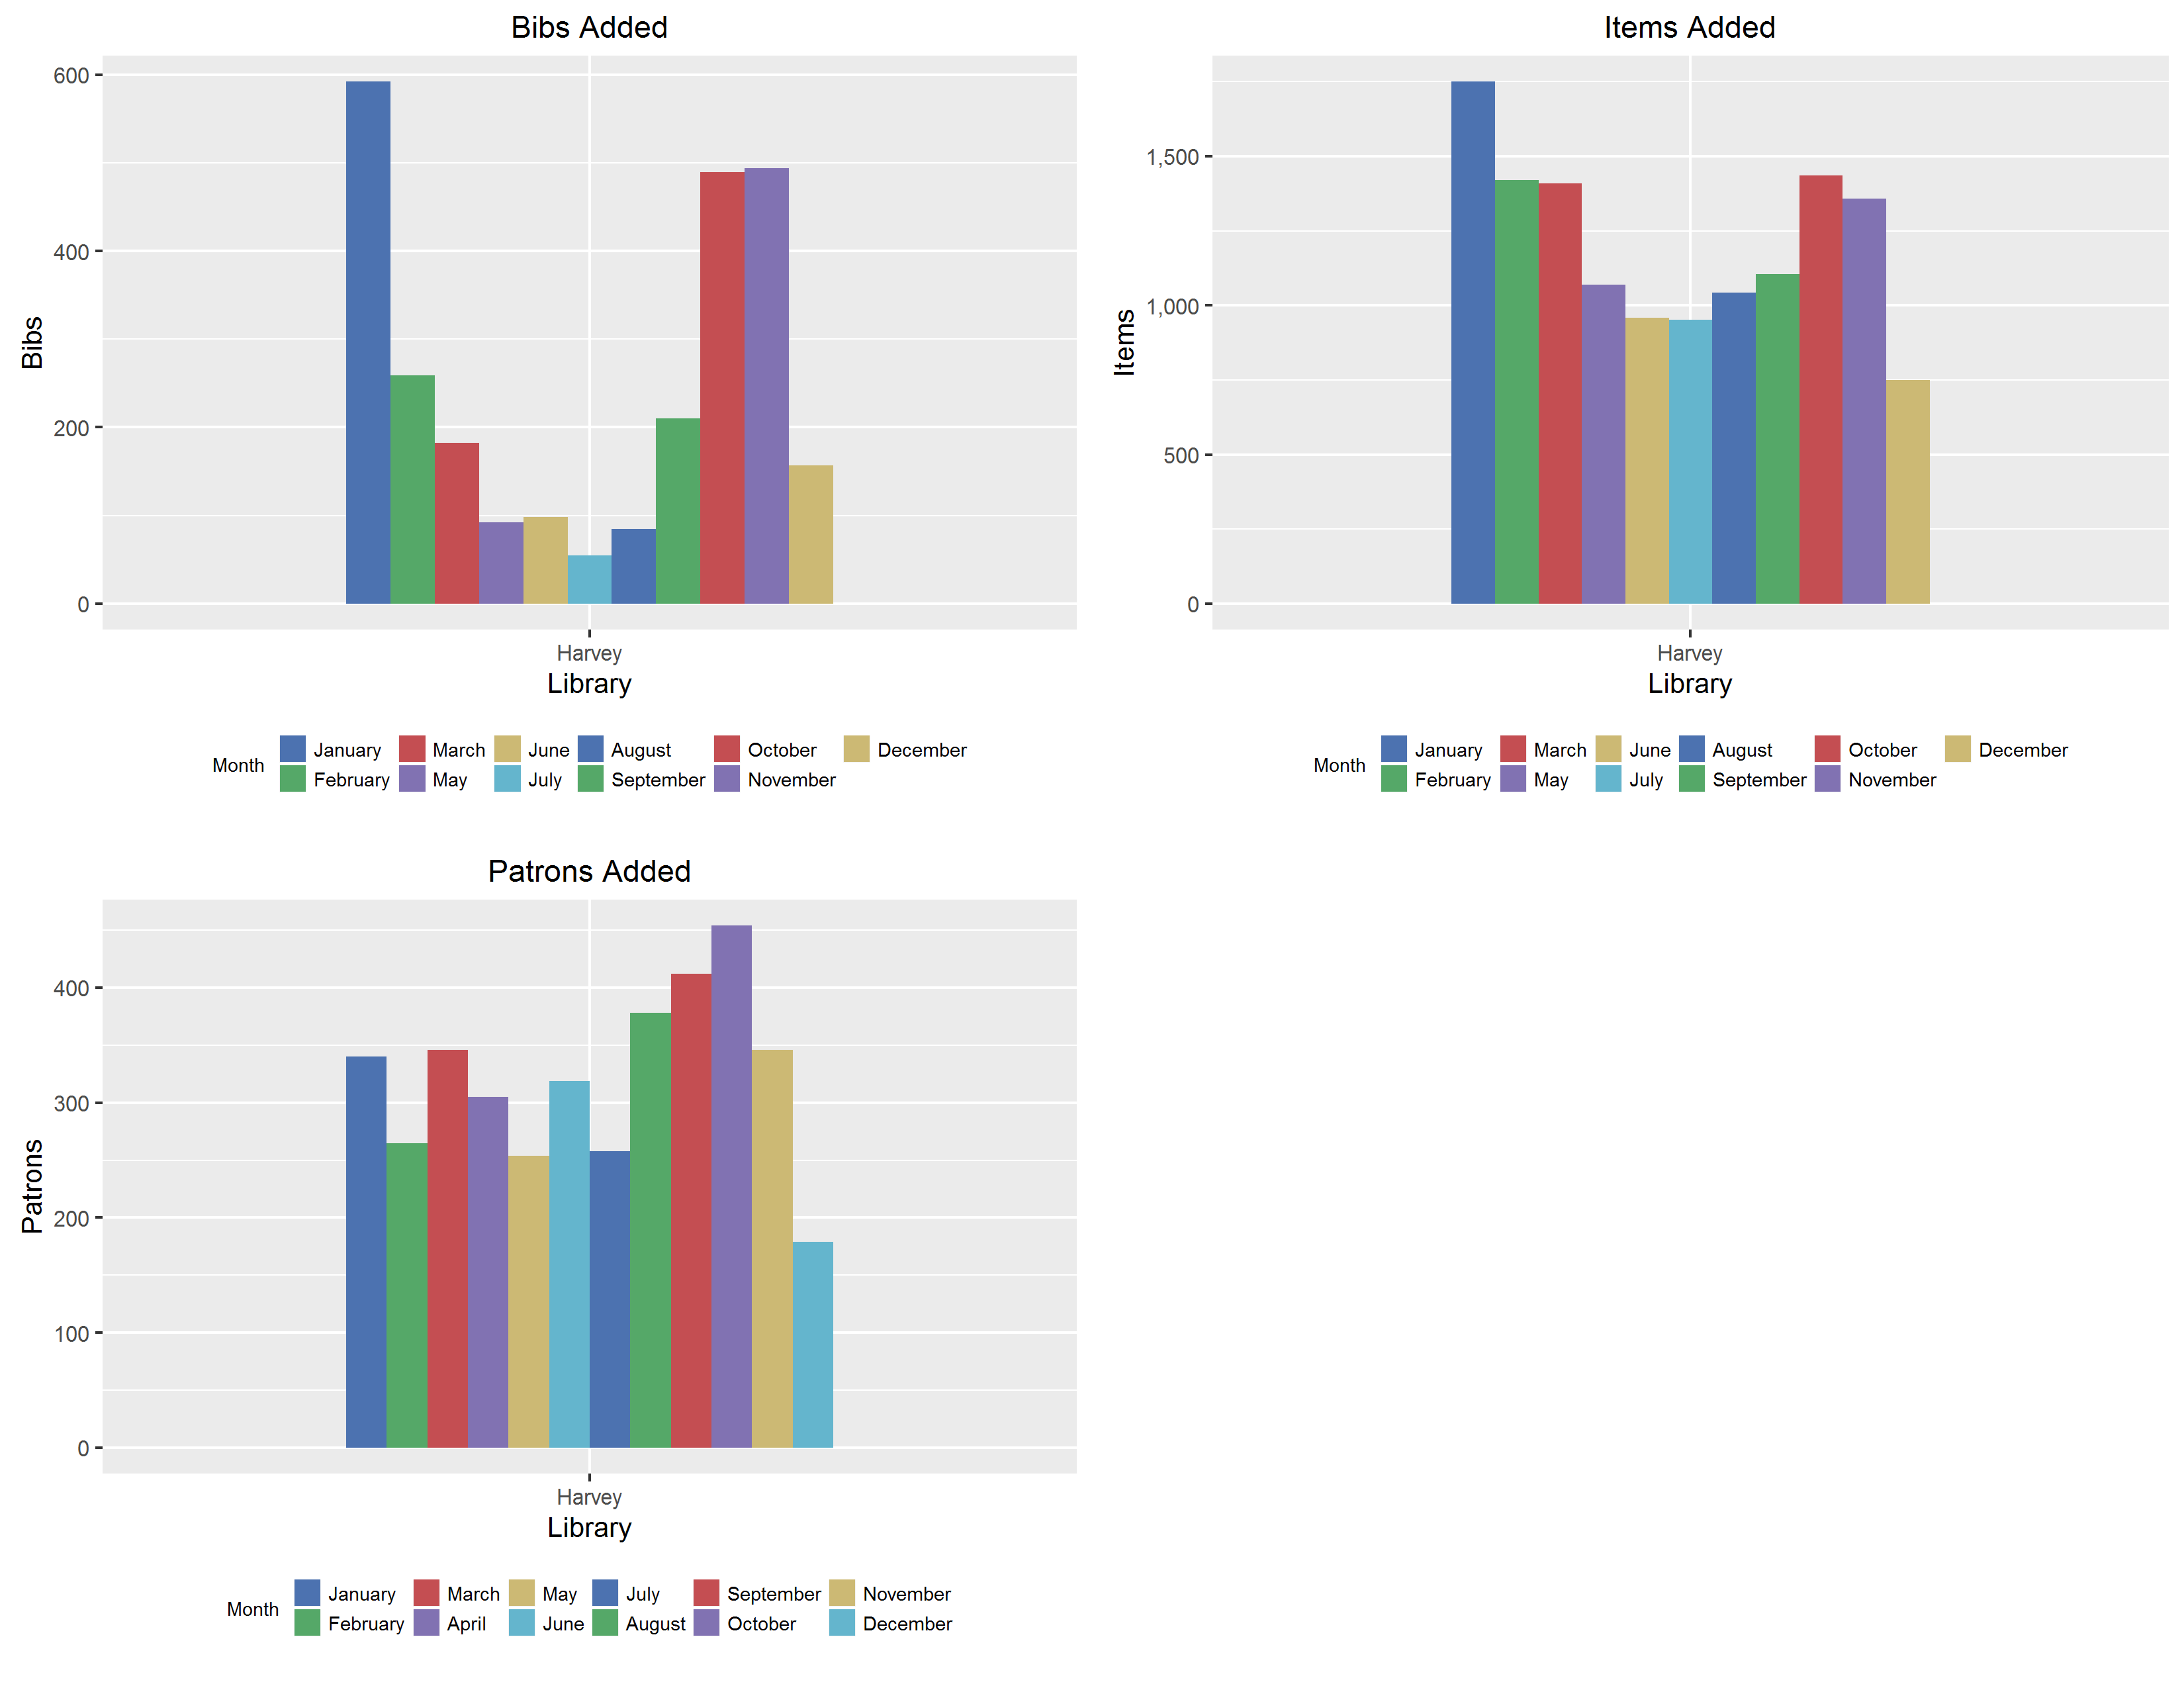 Bibs Added
600
400
200
0
Bibs
Harvey
Library
Month
January March June August October December
February May July September November
Items Added
1,500
1,000
500
0
Items
Harvey
Library
Month
January March June August October December
February May July September November
Patrons Added
400
300
200
100
0
Patrons
Harvey
Library
Month
January March May July September November
February April June August October December